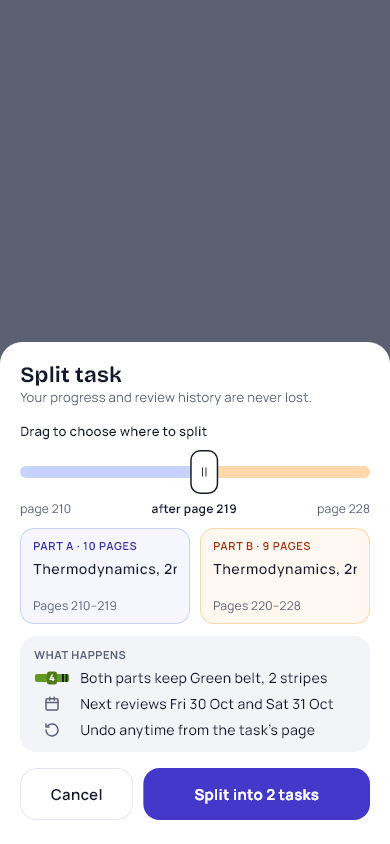 Split task
Your progress and review history are never lost.
Drag to choose where to split
page 210 after page 219 page 228
PART A · 10 PAGES
Thermodynamics, 2r
Pages 210–219
PART B · 9 PAGES
Thermodynamics, 2r
Pages 220–228
WHAT HAPPENS
4 Both parts keep Green belt, 2 stripes
Next reviews Fri 30 Oct and Sat 31 Oct
Undo anytime from the task's page
Cancel Split into 2 tasks